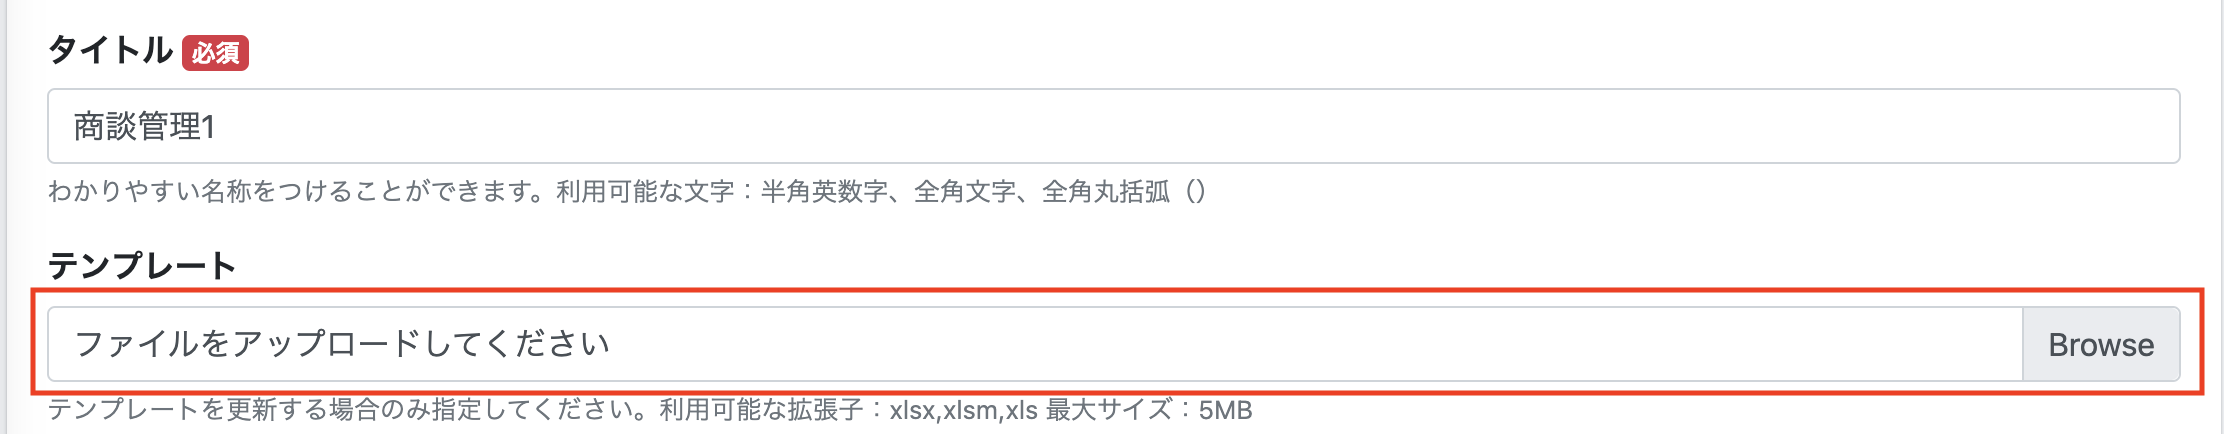 タイトル 必須
商談管理1
わかりやすい名称をつけることができます。利用可能な文字：半角英数字、全角文字、全角丸括弧（）
テンプレート
ファイルをアップロードしてください Browse
テンプレートを更新する場合のみ指定してください。利用可能な拡張子：xlsx,xlsm,xls 最大サイズ：5MB